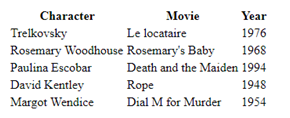 Character Movie Year
Trelkovsky Le locataire 1976
Rosemary Woodhouse Rosemary's Baby 1968
Paulina Escobar Death and the Maiden 1994
David Kentley Rope 1948
Margot Wendice Dial M for Murder 1954